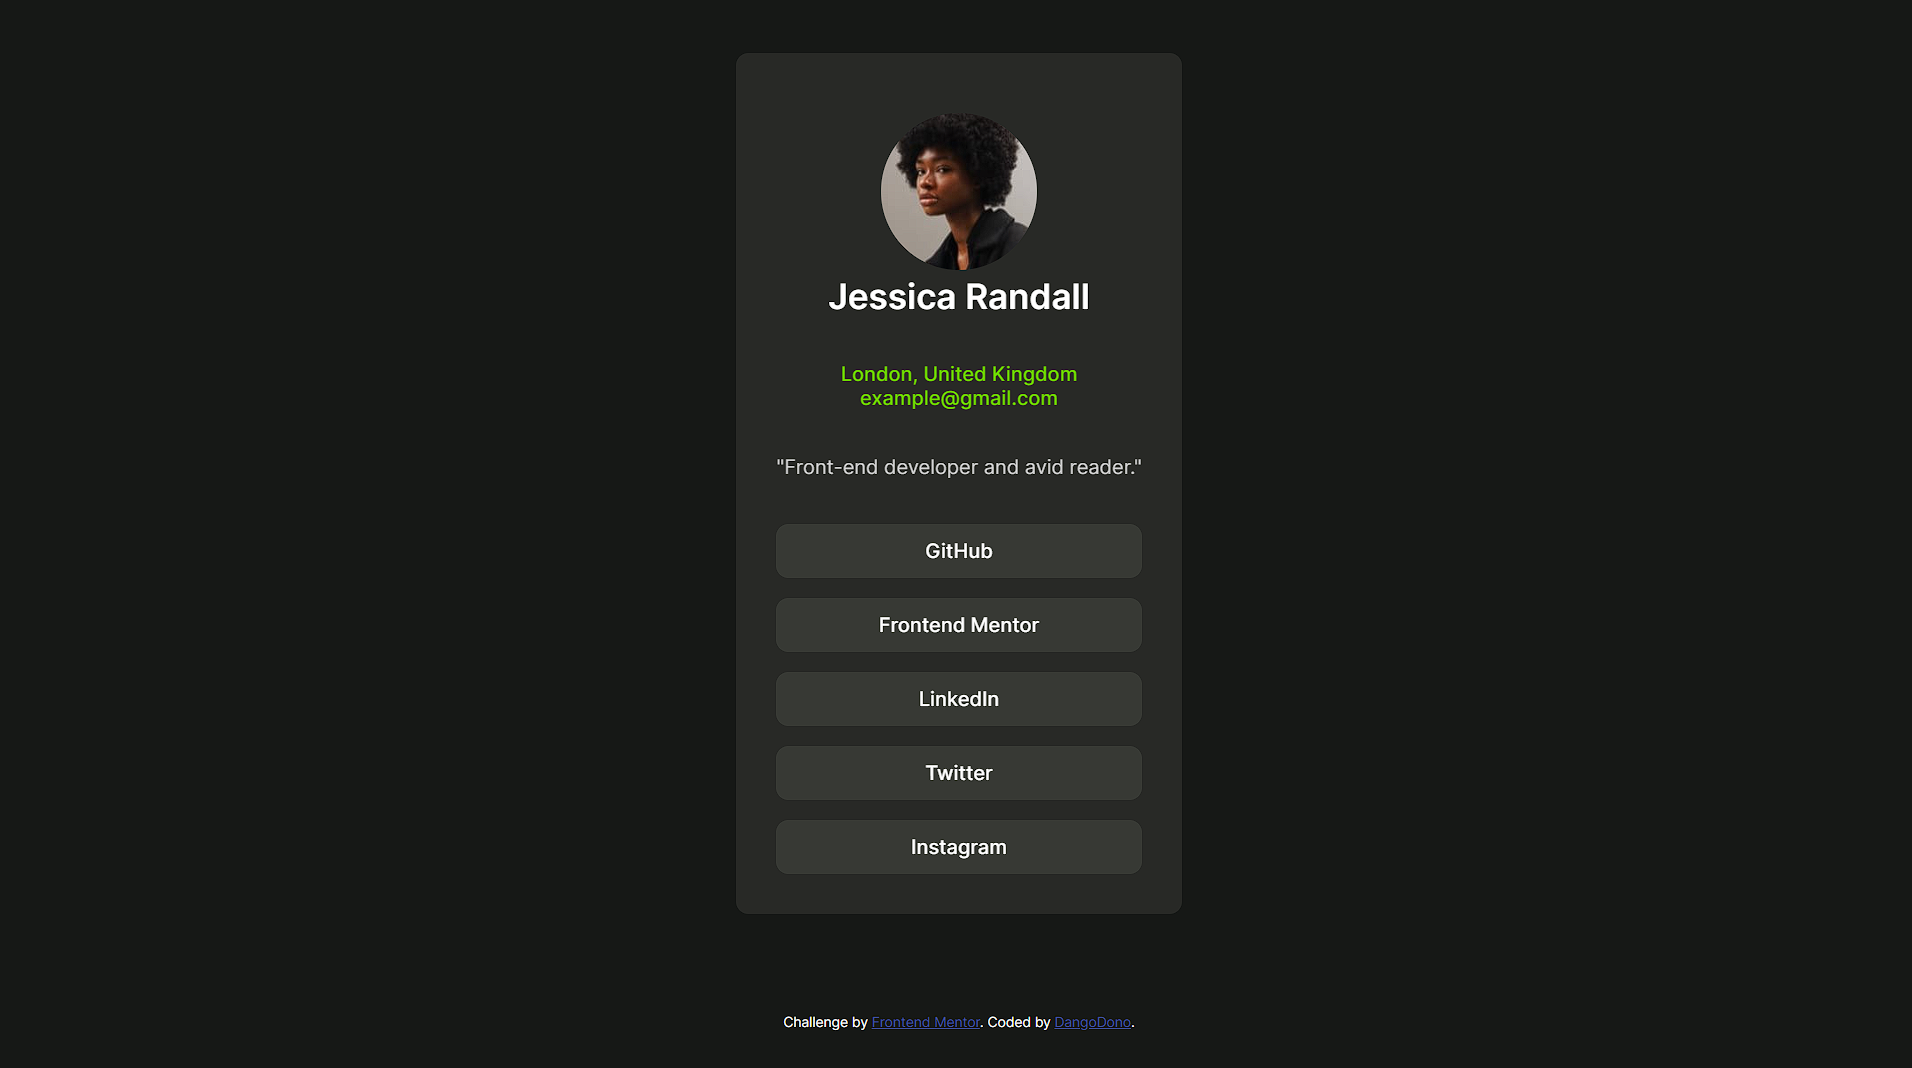 Jessica Randall
London, United Kingdom
example@gmail.com
"Front-end developer and avid reader."
GitHub
Frontend Mentor
LinkedIn
Twitter
Instagram
Challenge by Frontend Mentor. Coded by DangoDono.